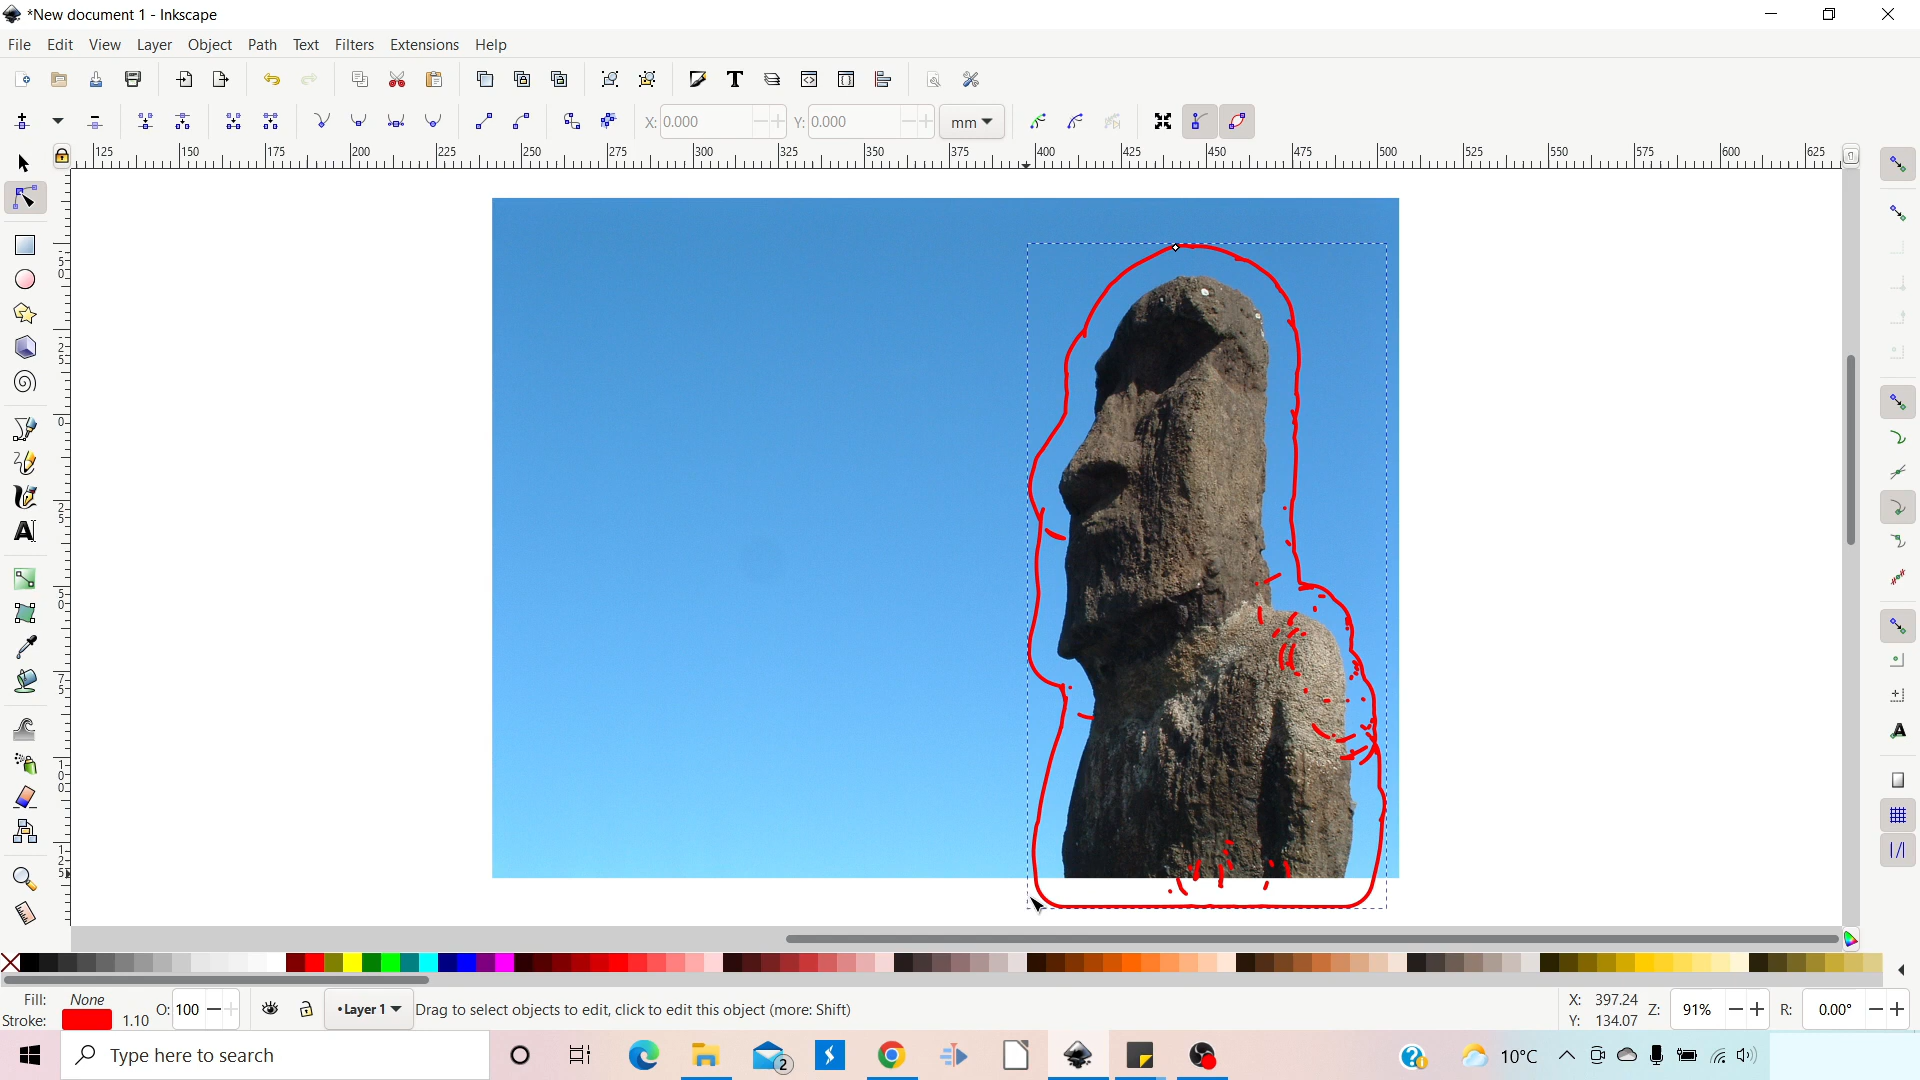 *New document 1 - Inkscape
File Edit View Layer Object Path Text Filters Extensions Help
X: 0.000 Y: 0.000 mm
125 150 175 200 225 250 275 300 325 350 375 400 425 450 475 500 525 550 575 600 625
Fill: None
Stroke: 1.10 O: 100 •Layer 1 Drag to select objects to edit, click to edit this object (more: Shift) X: 397.24 Y: 134.07 Z: 91% R: 0.00°
Type here to search 2 10°C